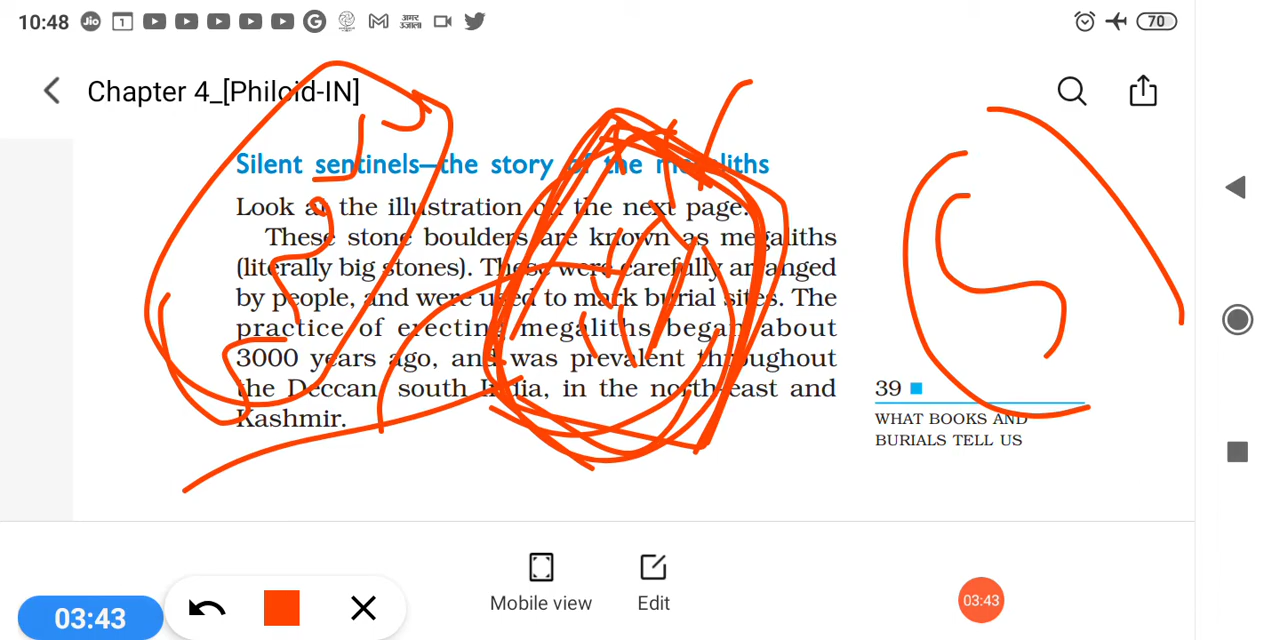 10:48 Jio 1 G M अमर उजाला 70
Chapter 4_[Philoid-IN]
Silent sentinels—the story of the megaliths
Look at the illustration on the next page.
These stone boulders are known as megaliths
(literally big stones). These were carefully arranged
by people, and were used to mark burial sites. The
practice of erecting megaliths began about
3000 years ago, and was prevalent throughout
the Deccan, south India, in the north-east and
Kashmir.
39
WHAT BOOKS AND
BURIALS TELL US
Mobile view Edit
03:43
03:43